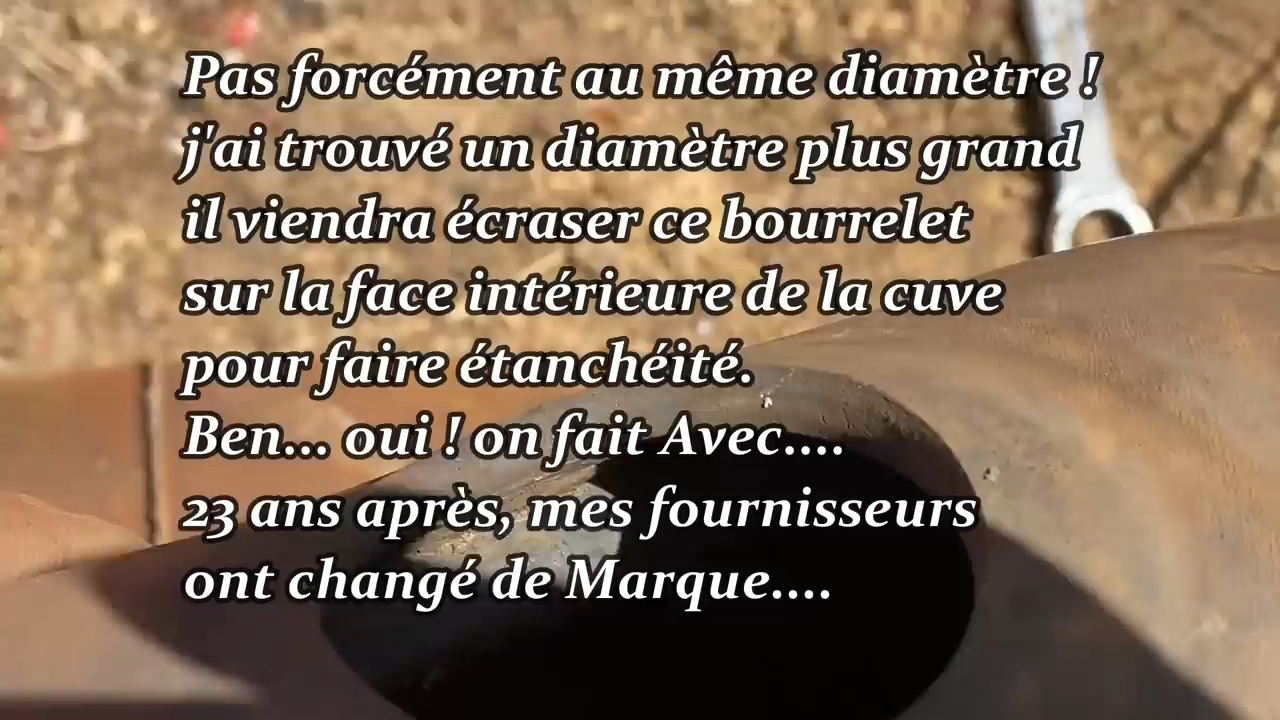 Pas forcément au même diamètre !
j'ai trouvé un diamètre plus grand
il viendra écraser ce bourrelet
sur la face intérieure de la cuve
pour faire étanchéité.
Ben... oui ! on fait Avec....
23 ans après, mes fournisseurs
ont changé de Marque....